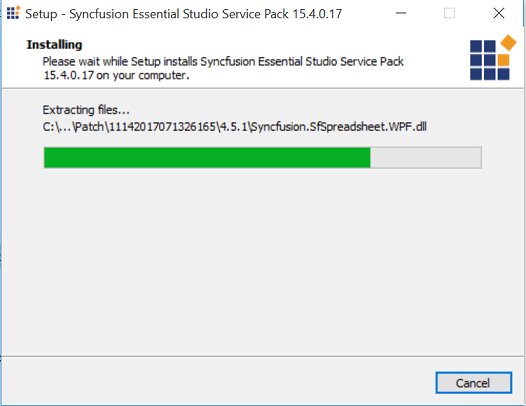 Setup - Syncfusion Essential Studio Service Pack 15.4.0.17
Installing
Please wait while Setup installs Syncfusion Essential Studio Service Pack
15.4.0.17 on your computer.
Extracting files...
C:\...\Patch\11142017071326165\4.5.1\Syncfusion.SfSpreadsheet.WPF.dll
Cancel